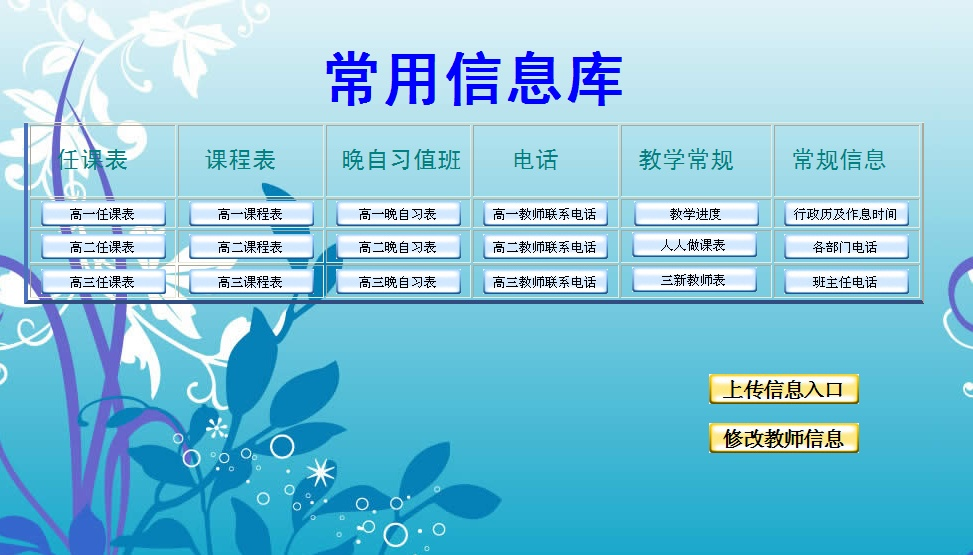 常用信息库
任课表 课程表 晚自习值班 电话 教学常规 常规信息
高一任课表 高一课程表 高一晚自习表 高一教师联系电话 教学进度 行政历及作息时间
高二任课表 高二课程表 高二晚自习表 高二教师联系电话 人人做课表 各部门电话
高三任课表 高三课程表 高三晚自习表 高三教师联系电话 三新教师表 班主任电话
上传信息入口
修改教师信息